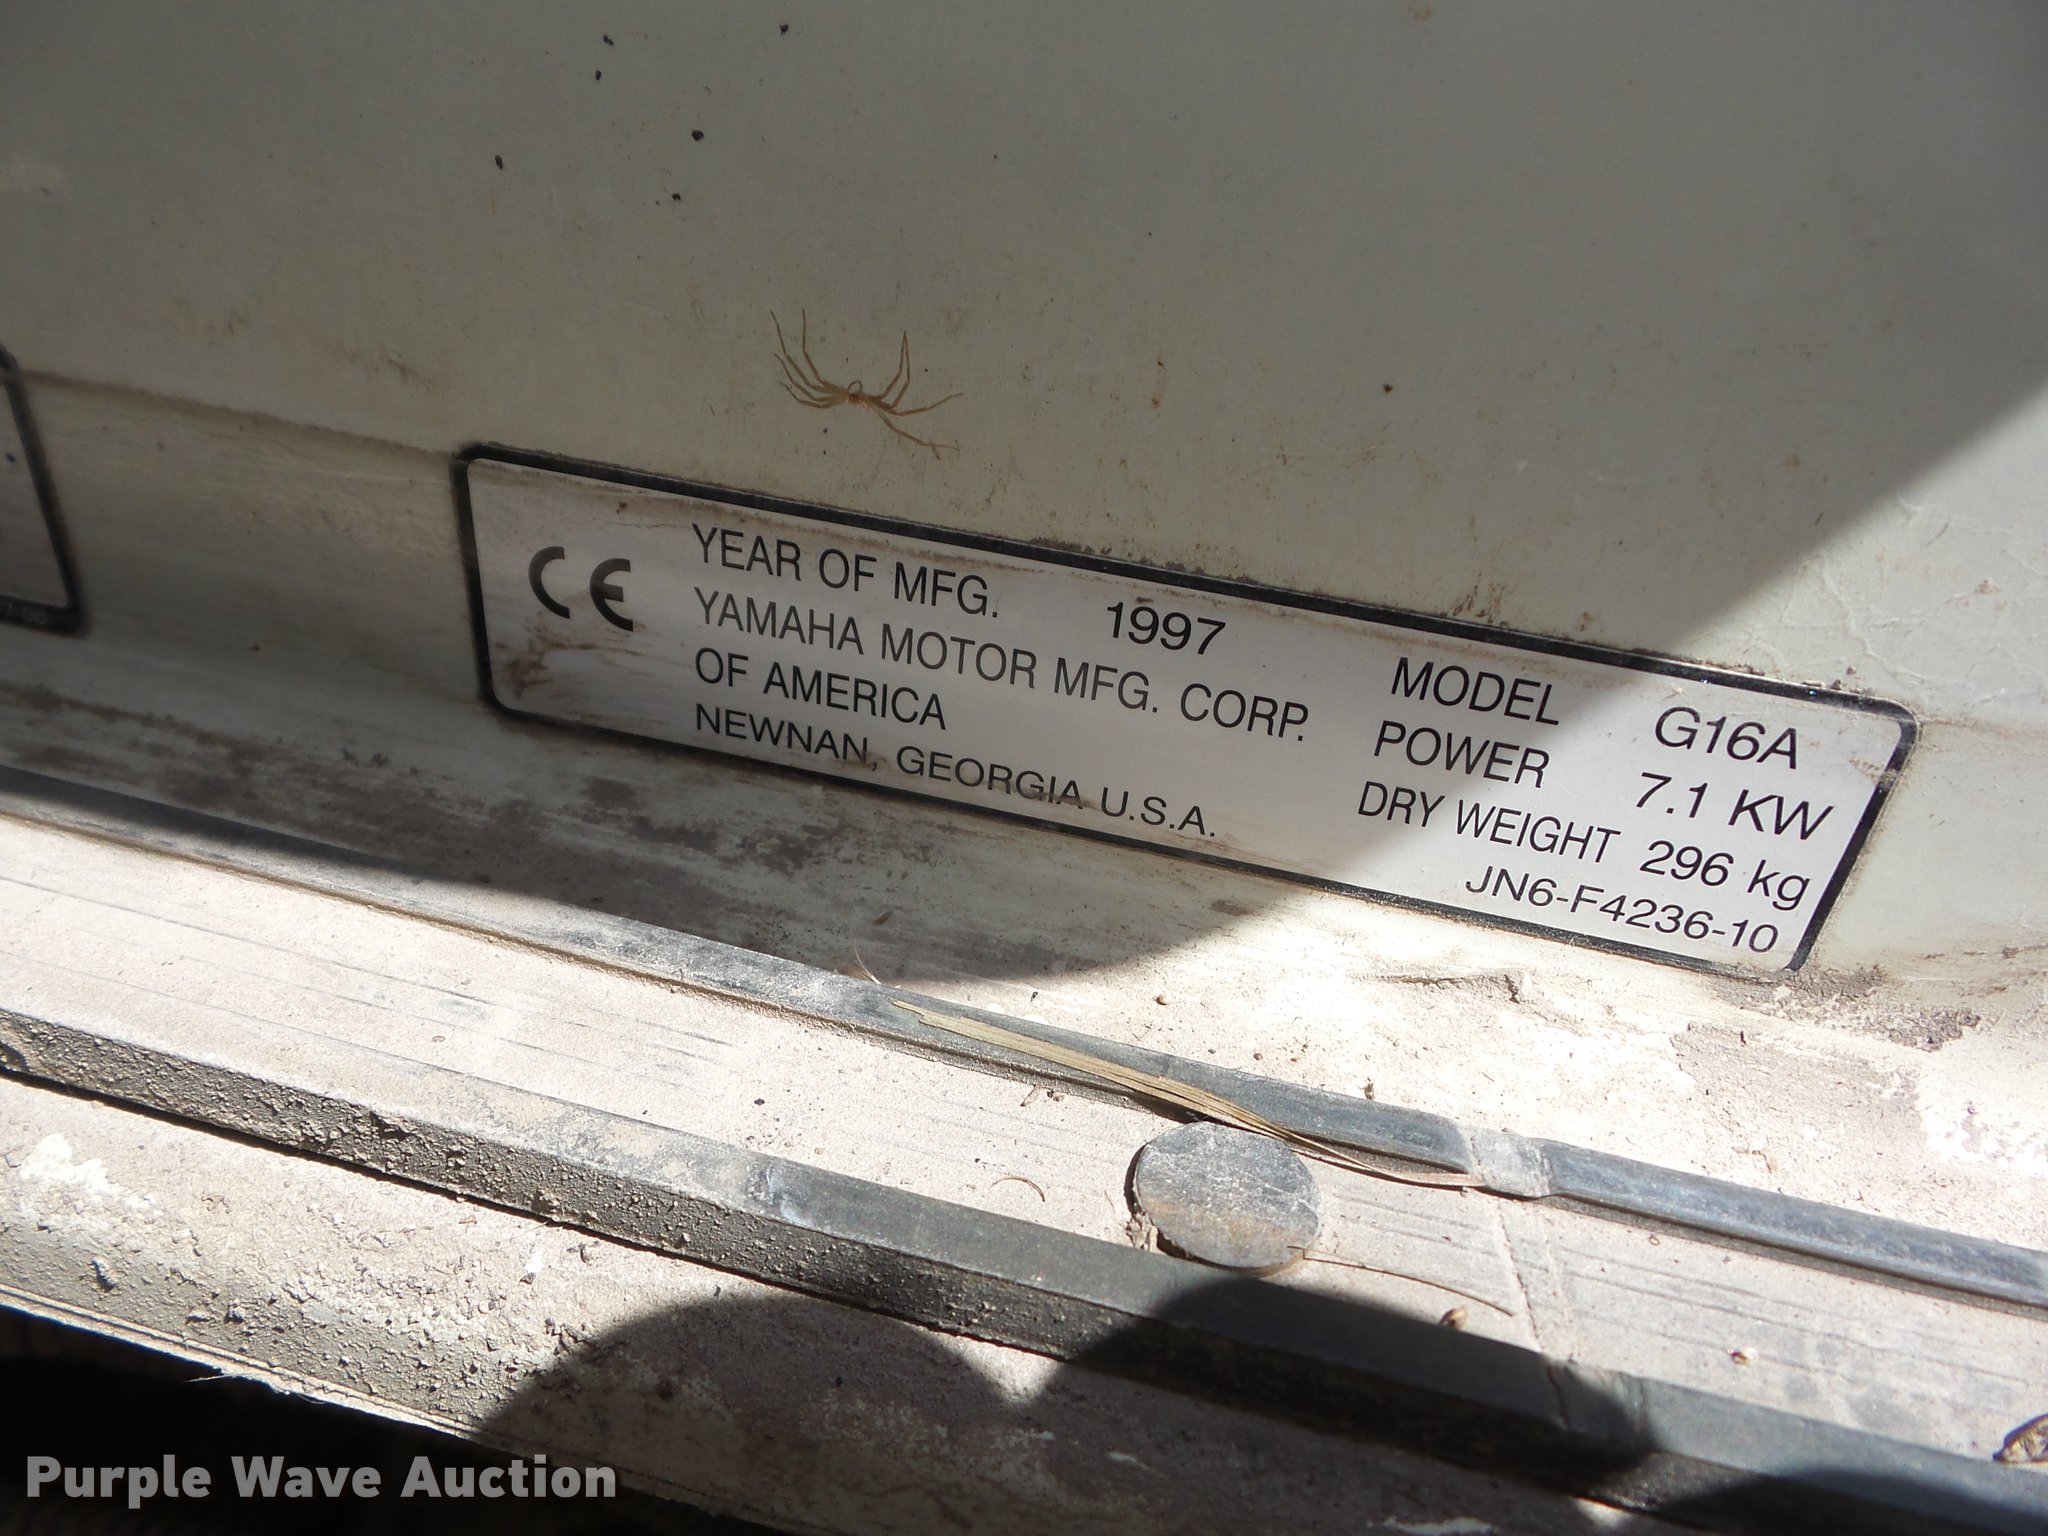 CE
YEAR OF MFG. 1997
YAMAHA MOTOR MFG. CORP.
OF AMERICA
NEWNAN, GEORGIA U.S.A.
MODEL G16A
POWER 7.1 KW
DRY WEIGHT 296 kg
JN6-F4236-10
Purple Wave Auction